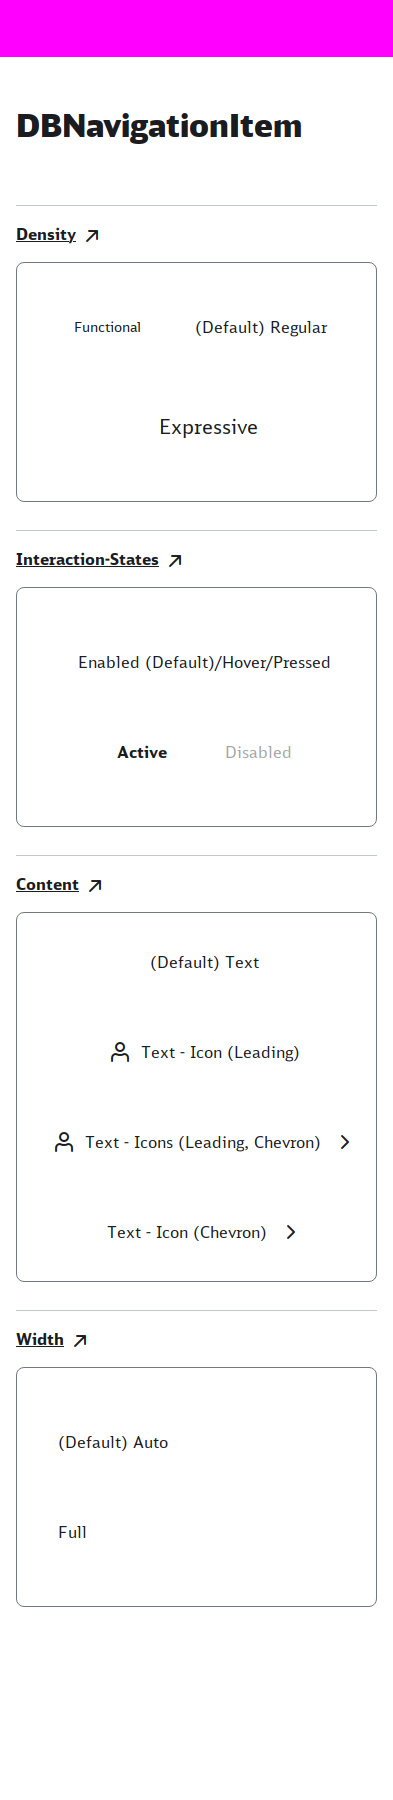 DBNavigationItem
Density
Functional (Default) Regular
Expressive
Interaction-States
Enabled (Default)/Hover/Pressed
Active Disabled
Content
(Default) Text
Text - Icon (Leading)
Text - Icons (Leading, Chevron)
Text - Icon (Chevron)
Width
(Default) Auto
Full